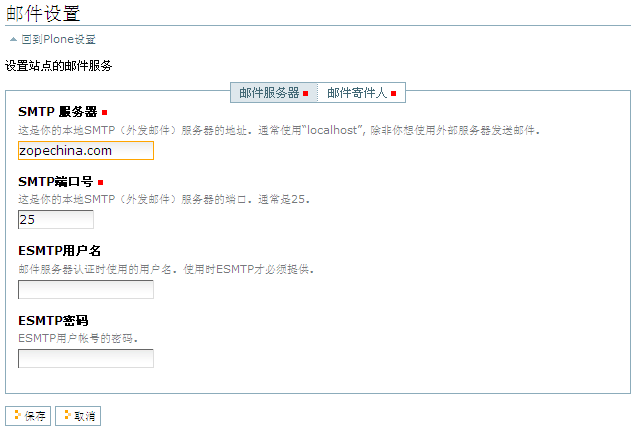 邮件设置
回到Plone设置
设置站点的邮件服务
邮件服务器 邮件寄件人
SMTP 服务器
这是你的本地SMTP（外发邮件）服务器的地址。通常使用“localhost”, 除非你想使用外部服务器发送邮件。
zopechina.com
SMTP端口号
这是你的本地SMTP（外发邮件）服务器的端口。通常是25。
25
ESMTP用户名
邮件服务器认证时使用的用户名。使用时ESMTP才必须提供。
ESMTP密码
ESMTP用户帐号的密码。
保存 取消